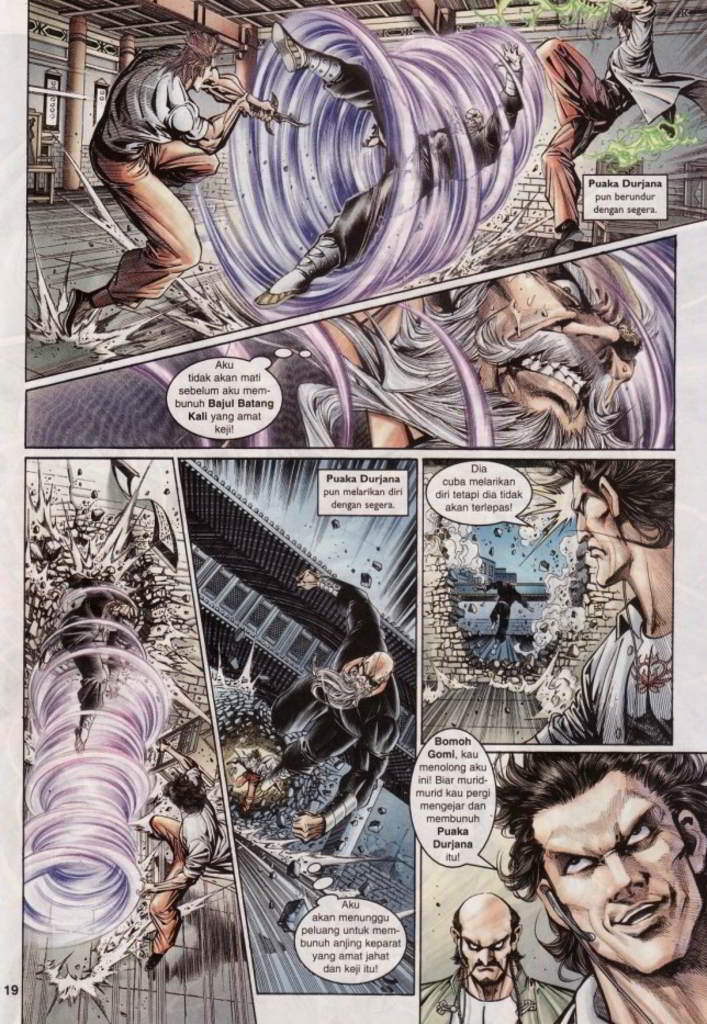 Puaka Durjana
pun berundur
dengan segera.
Aku
tidak akan mati
sebelum aku mem-
bunuh Bajul Batang
Kali yang amat
keji!
Puaka Durjana
pun melarikan diri
dengan segera.
Dia
cuba melarikan
diri tetapi dia tidak
akan terlepas!
Aku
akan menunggu
peluang untuk mem-
bunuh anjing keparat
yang amat jahat
dan keji itu!
Bomoh
Gomi, kau
menolong aku
ini! Biar murid-
murid kau pergi
mengejar dan
membunuh
Puaka
Durjana
itu!
19